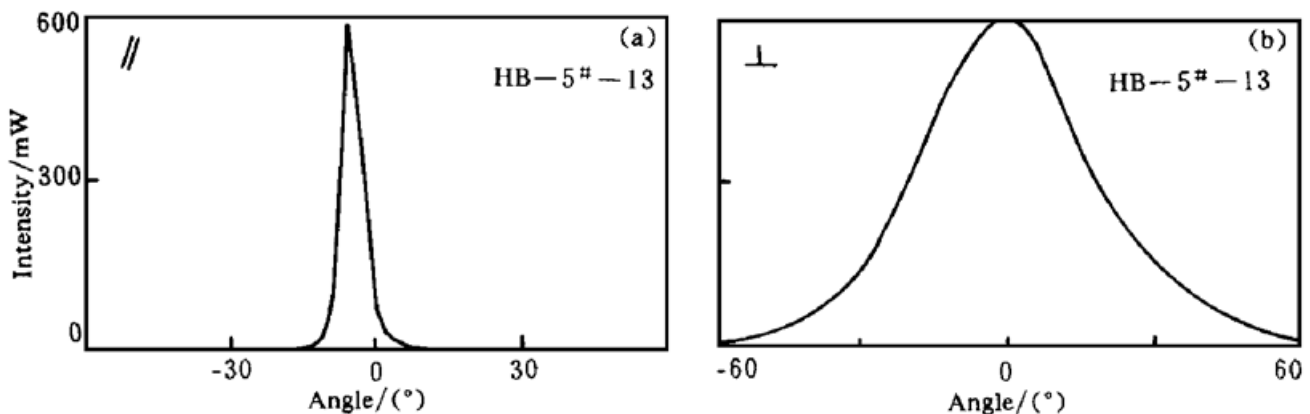 600
300
0
Intensity/mW
//
(a)
HB-5#-13
-30
0
30
Angle/(°)
⊥
(b)
HB-5#-13
-60
0
60
Angle/(°)